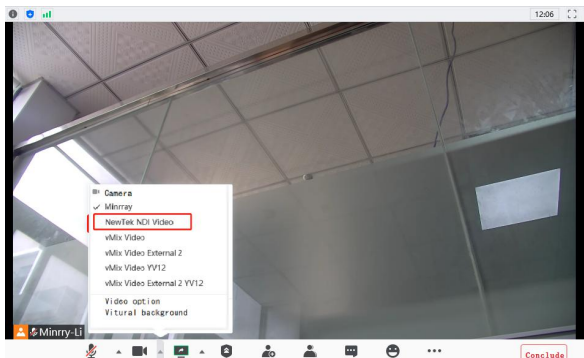 12:06
Camera
Minrray
NewTek NDI Video
vMix Video
vMix Video External 2
vMix Video YV12
vMix Video External 2 YV12
Video option
Vitural background
Minrry-Li
Conclude